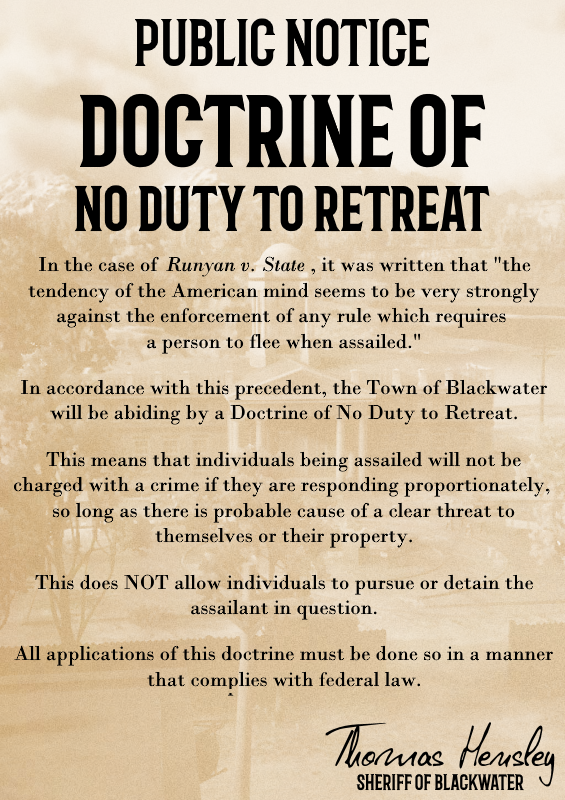 PUBLIC NOTICE
DOCTRINE OF
NO DUTY TO RETREAT
In the case of Runyan v. State , it was written that "the
tendency of the American mind seems to be very strongly
against the enforcement of any rule which requires
a person to flee when assailed."
In accordance with this precedent, the Town of Blackwater
will be abiding by a Doctrine of No Duty to Retreat.
This means that individuals being assailed will not be
charged with a crime if they are responding proportionately,
so long as there is probable cause of a clear threat to
themselves or their property.
This does NOT allow individuals to pursue or detain the
assailant in question.
All applications of this doctrine must be done so in a manner
that complies with federal law.
Thomas Hensley
SHERIFF OF BLACKWATER